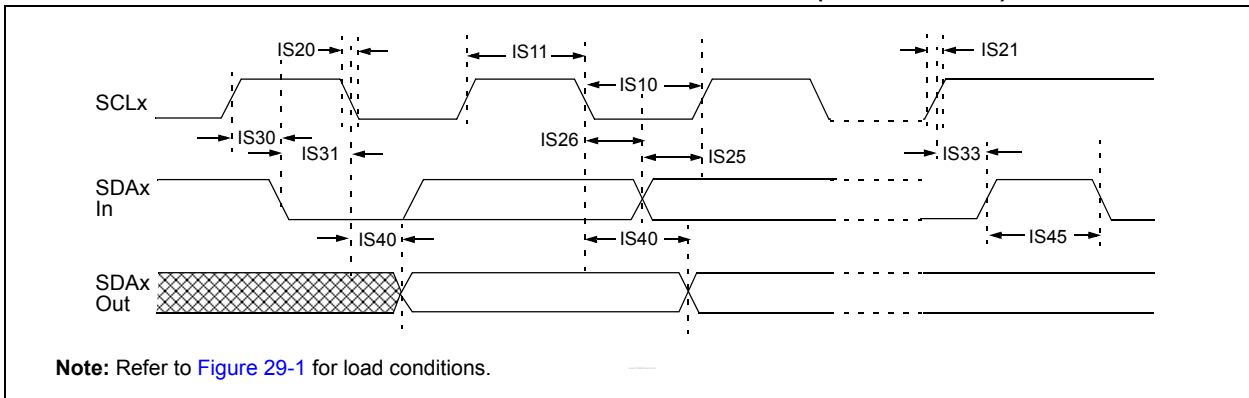 IS20
IS11
IS21
IS10
SCLx
IS30
IS26
IS31
IS25
IS33
SDAx
In
IS40
IS40
IS45
SDAx
Out
Note: Refer to Figure 29-1 for load conditions.